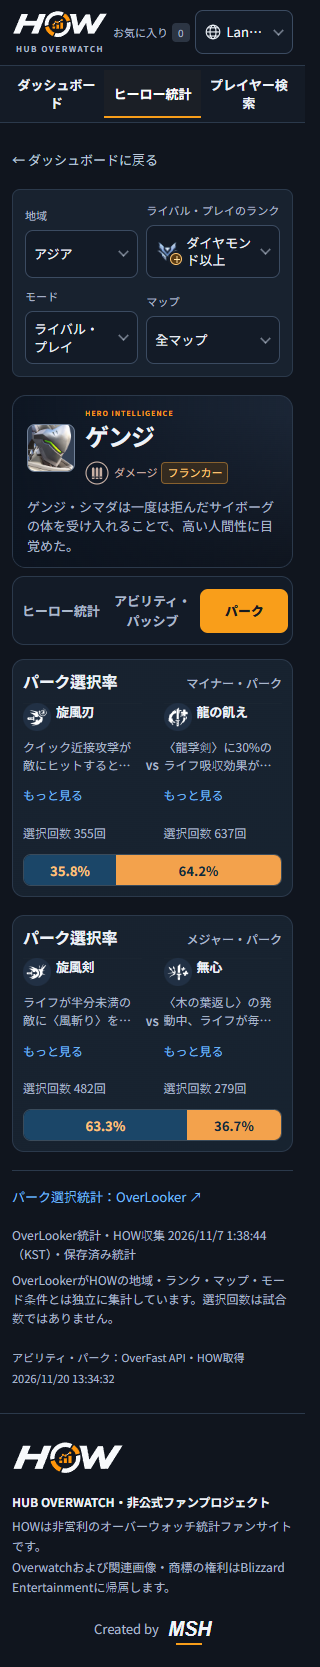 HOW
HUB OVERWATCH
お気に入り 0
Lan…
ダッシュボー
ド
ヒーロー統計
プレイヤー検
索
← ダッシュボードに戻る
地域
アジア
ライバル・プレイのランク
ダイヤモン
ド以上
モード
ライバル・
プレイ
マップ
全マップ
HERO INTELLIGENCE
ゲンジ
ダメージ フランカー
ゲンジ・シマダは一度は拒んだサイボーグ
の体を受け入れることで、高い人間性に目
覚めた。
ヒーロー統計
アビリティ・
パッシブ
パーク
パーク選択率
マイナー・パーク
旋風刃
クイック近接攻撃が
敵にヒットすると…
もっと見る
選択回数 355回
VS
龍の飢え
〈龍撃剣〉に30%の
ライフ吸収効果が…
もっと見る
選択回数 637回
35.8%
64.2%
パーク選択率
メジャー・パーク
旋風剣
ライフが半分未満の
敵に〈風斬り〉を…
もっと見る
選択回数 482回
VS
無心
〈木の葉返し〉の発
動中、ライフが毎…
もっと見る
選択回数 279回
63.3%
36.7%
パーク選択統計：OverLooker ↗
OverLooker統計・HOW収集 2026/11/7 1:38:44
（KST）・保存済み統計
OverLookerがHOWの地域・ランク・マップ・モー
ド条件とは独立に集計しています。選択回数は試合
数ではありません。
アビリティ・パーク：OverFast API・HOW取得
2026/11/20 13:34:32
HOW
HUB OVERWATCH・非公式ファンプロジェクト
HOWは非営利のオーバーウォッチ統計ファンサイト
です。
Overwatchおよび関連画像・商標の権利はBlizzard
Entertainmentに帰属します。
Created by MSH